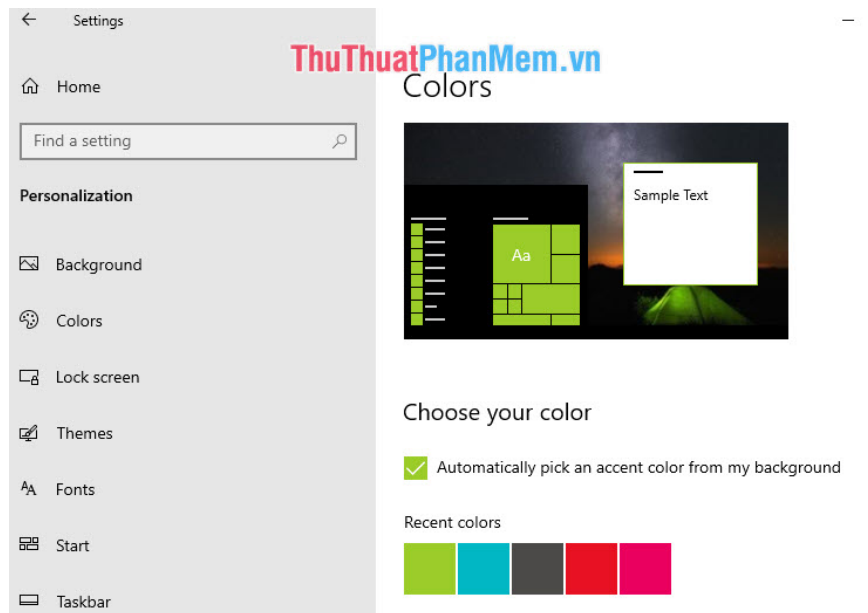 Settings
ThuThuatPhanMem.vn
Home
Find a setting
Personalization
Background
Colors
Lock screen
Themes
Fonts
Start
Taskbar
Colors
Sample Text
Aa
Choose your color
Automatically pick an accent color from my background
Recent colors